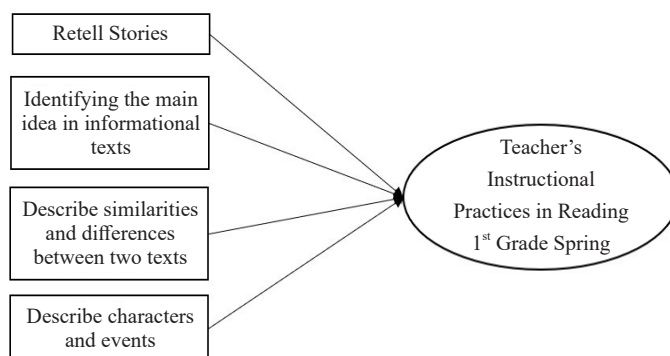 Retell Stories
Identifying the main
idea in informational
texts
Describe similarities
and differences
between two texts
Describe characters
and events
Teacher's
Instructional
Practices in Reading
1st Grade Spring